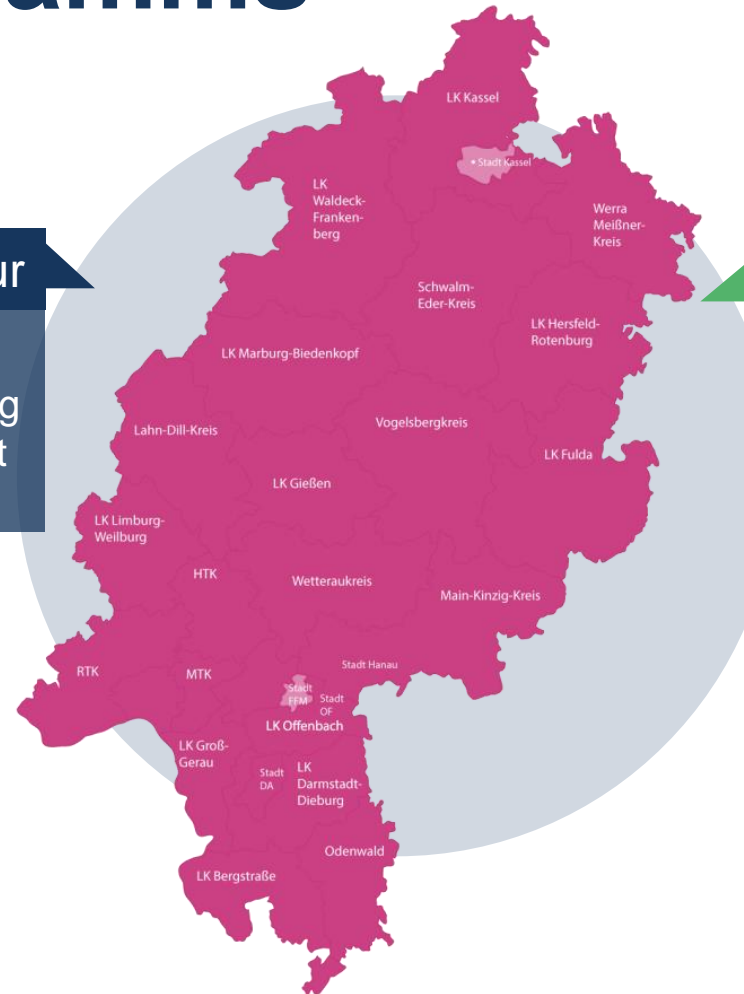 LK Kassel
Stadt Kassel
LK
Waldeck-
Franken-
berg
Werra
Meißner-
Kreis
ur
Schwalm-
Eder-Kreis
LK Hersfeld-
Rotenburg
LK Marburg-Biedenkopf
g
t
Lahn-Dill-Kreis
Vogelsbergkreis
LK Fulda
LK Gießen
LK Limburg-
Weilburg
HTK
Wetteraukreis
Main-Kinzig-Kreis
RTK
MTK
Stadt Hanau
Stadt
FFM
Stadt
OF
LK Offenbach
LK Groß-
Gerau
Stadt
DA
LK
Darmstadt-
Dieburg
Odenwald
LK Bergstraße